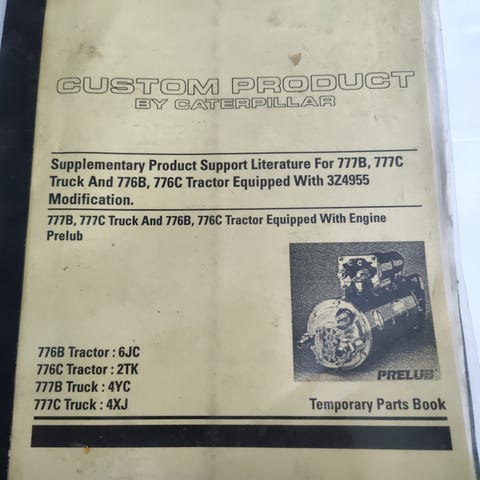 CUSTOM PRODUCT
BY CATERPILLAR
Supplementary Product Support Literature For 777B, 777C
Truck And 776B, 776C Tractor Equipped With 3Z4955
Modification.
777B, 777C Truck And 776B, 776C Tractor Equipped With Engine
Prelub
PRELUB
776B Tractor : 6JC
776C Tractor : 2TK
777B Truck : 4YC
777C Truck : 4XJ
Temporary Parts Book